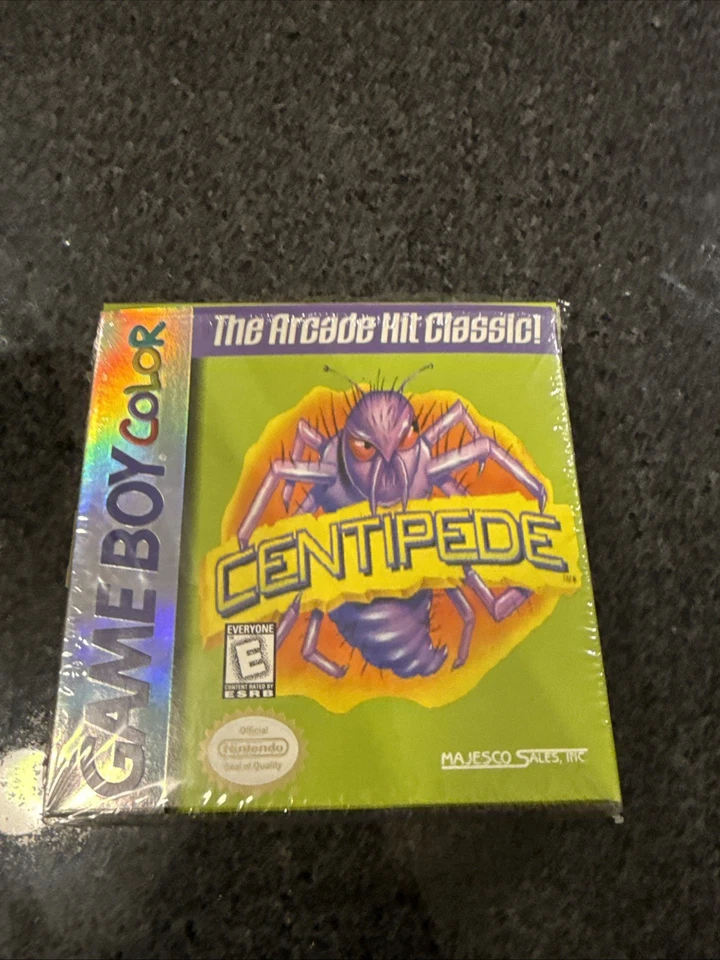 The Arcade Hit Classic!
GAME BOY COLOR
CENTIPEDE
TM
EVERYONE
E
CONTENT RATED BY
ESRB
Official
Nintendo
Seal of Quality
MAJESCO SALES, INC